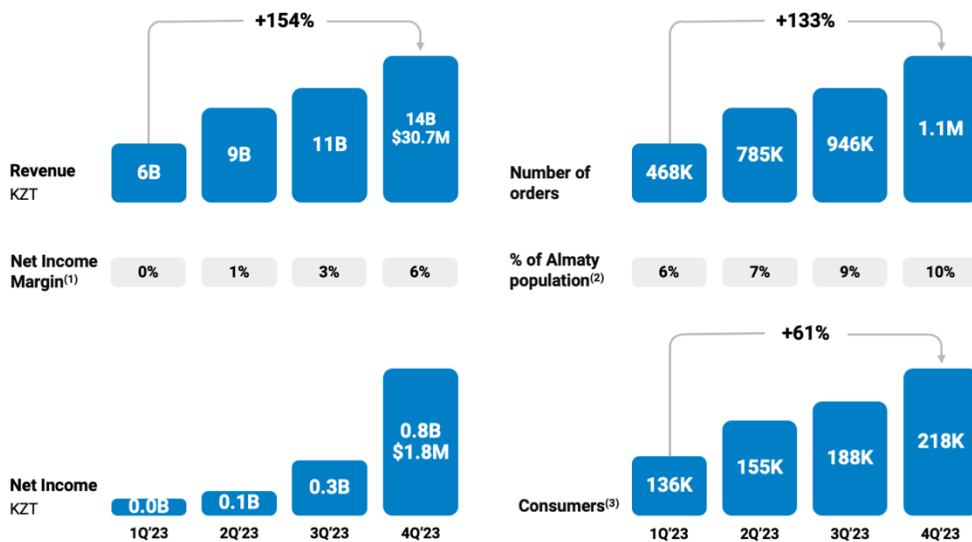 +154%
Revenue
KZT
6B
9B
11B
14B
$30.7M
Net Income
Margin(1)
0%
1%
3%
6%
Net Income
KZT
0.0B
0.1B
0.3B
0.8B
$1.8M
1Q'23
2Q'23
3Q'23
4Q'23
+133%
Number of
orders
468K
785K
946K
1.1M
% of Almaty
population(2)
6%
7%
9%
10%
+61%
Consumers(3)
136K
155K
188K
218K
1Q'23
2Q'23
3Q'23
4Q'23